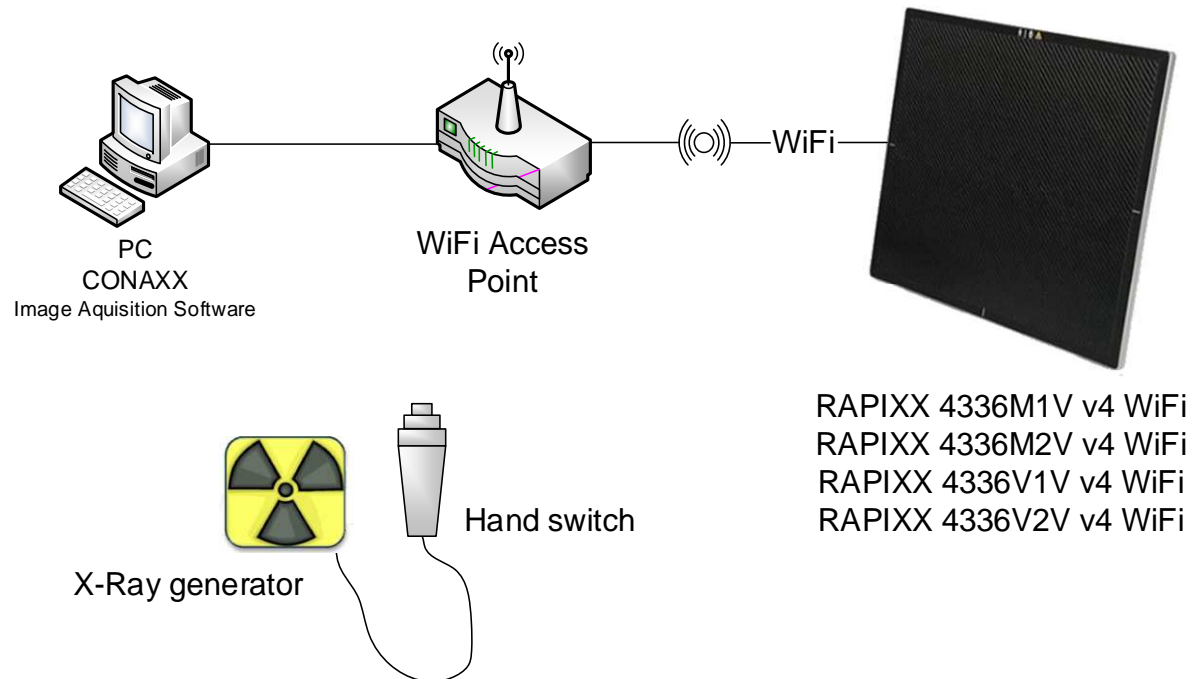 WiFi
PC
CONAXX
Image Aquisition Software
WiFi Access
Point
RAPIXX 4336M1V v4 WiFi
RAPIXX 4336M2V v4 WiFi
RAPIXX 4336V1V v4 WiFi
RAPIXX 4336V2V v4 WiFi
Hand switch
X-Ray generator